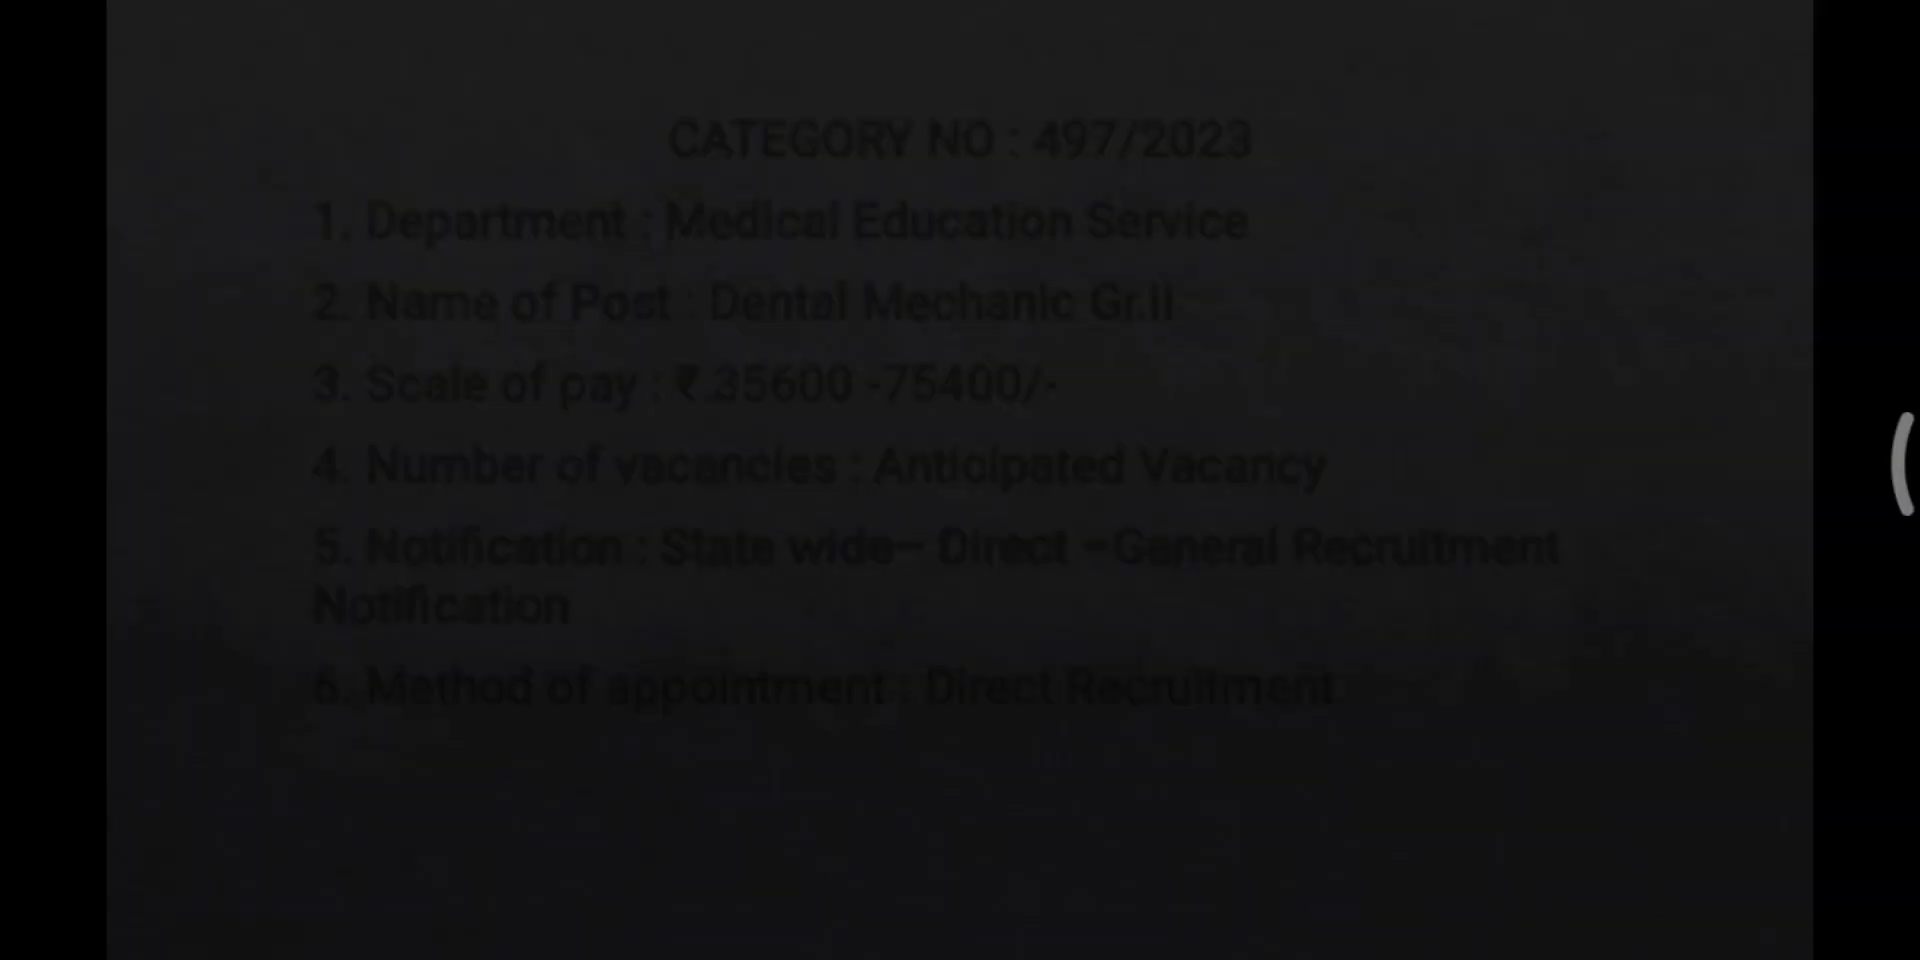 CATEGORY NO : 497/2023
1. Department : Medical Education Service
2. Name of Post : Dental Mechanic Gr.II
3. Scale of pay : ₹.35600 -75400/-
4. Number of vacancies : Anticipated Vacancy
5. Notification : State wide– Direct –General Recruitment
Notification
6. Method of appointment : Direct Recruitment